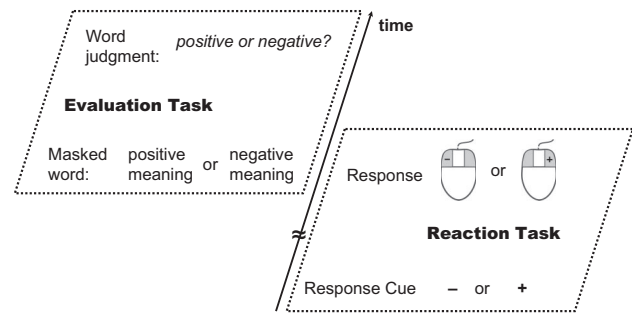 time
Word judgment: positive or negative?
Evaluation Task
Masked word: positive meaning or negative meaning
≈
Response - or +
Reaction Task
Response Cue – or +